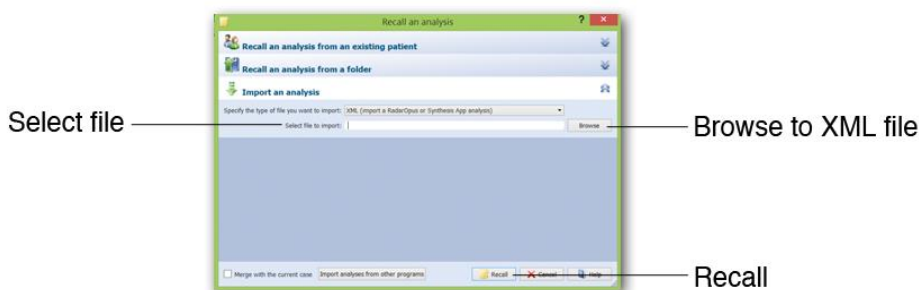 Recall an analysis
?
Recall an analysis from an existing patient
Recall an analysis from a folder
Import an analysis
Specify the type of file you want to import: XML (import a RadarOpus or Synthesis App analysis)
Select file
Select file to import:
Browse
Browse to XML file
Merge with the current case
Import analyses from other programs
Recall
Cancel
Help
Recall